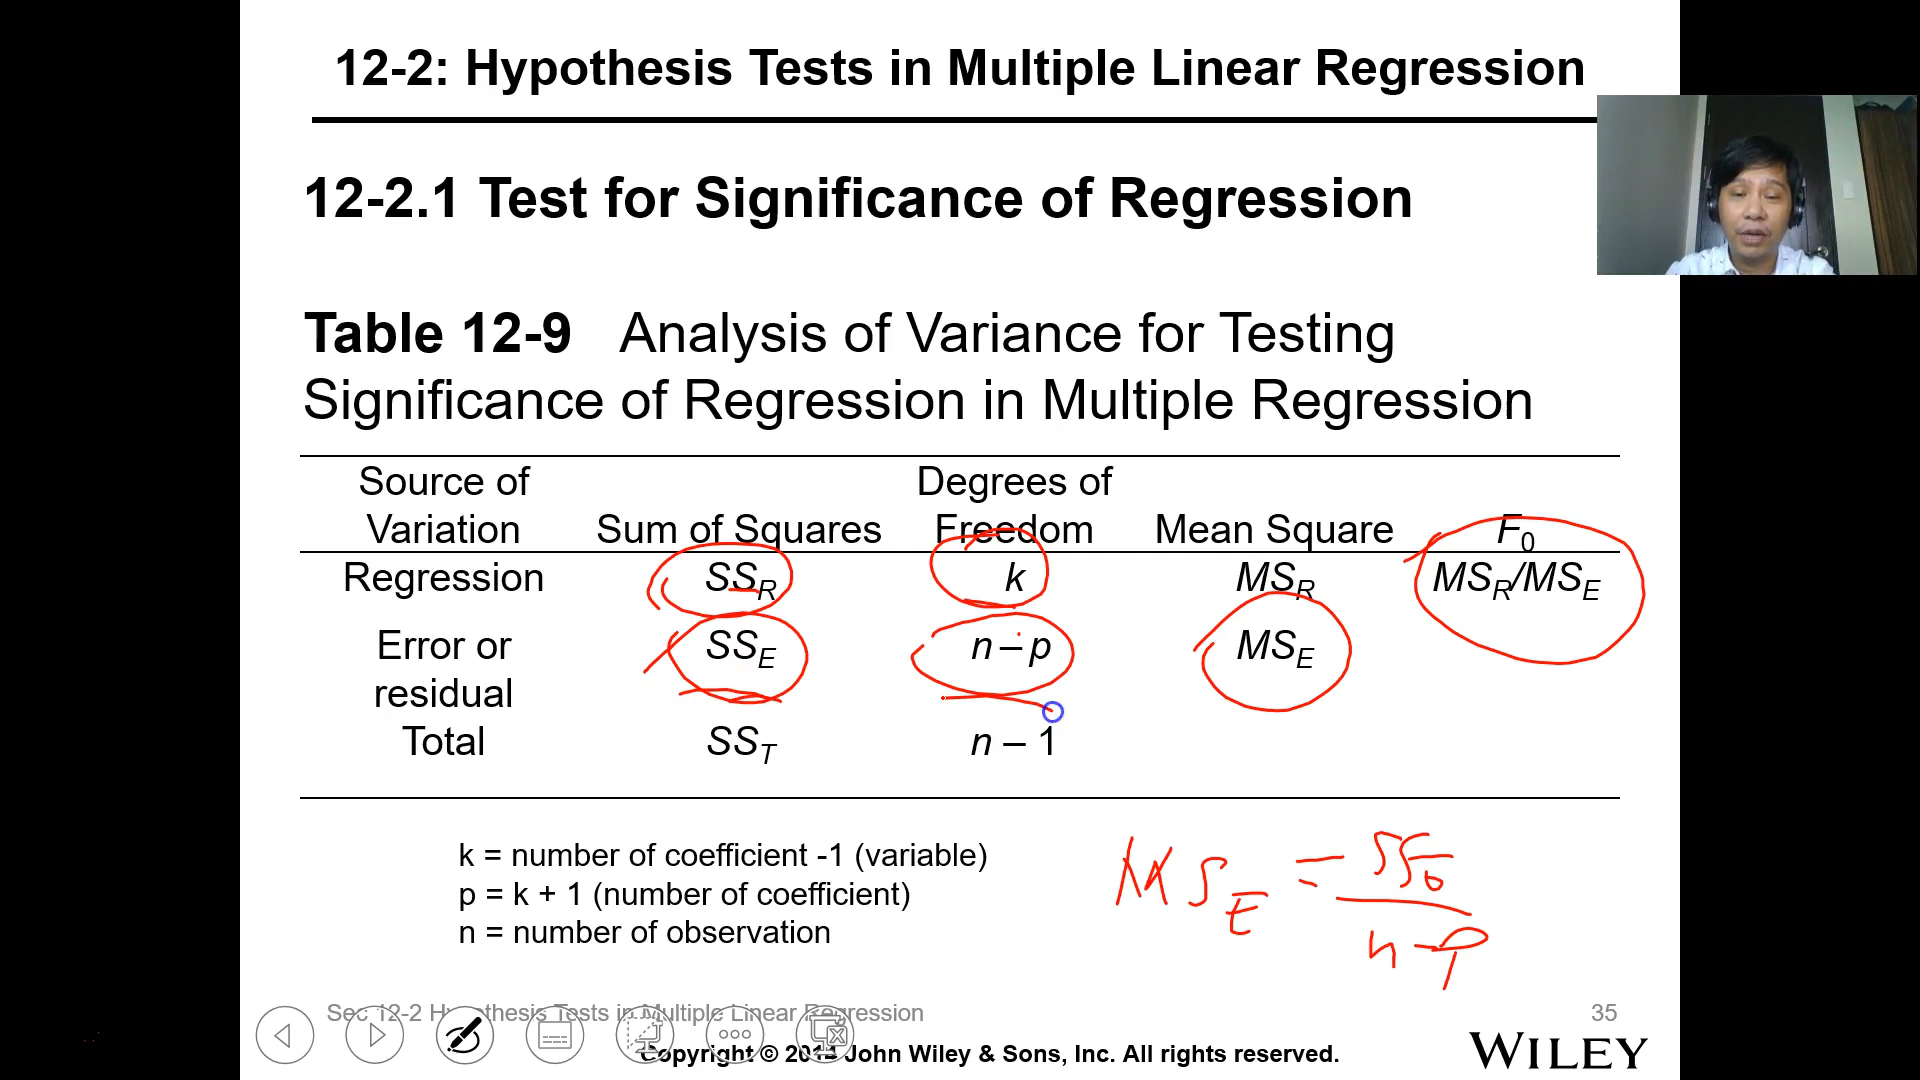 12-2: Hypothesis Tests in Multiple Linear Regression
12-2.1 Test for Significance of Regression
Table 12-9 Analysis of Variance for Testing
Significance of Regression in Multiple Regression
Source of Variation Sum of Squares Degrees of Freedom Mean Square F0
Regression SSR k MSR MSR/MSE
Error or residual SSE n – p MSE
Total SST n – 1
k = number of coefficient -1 (variable)
p = k + 1 (number of coefficient)
n = number of observation
MSE = SSE
n-p
Sec 12-2 Hypothesis Tests in Multiple Linear Regression 35
Copyright © 2014 John Wiley & Sons, Inc. All rights reserved.
WILEY